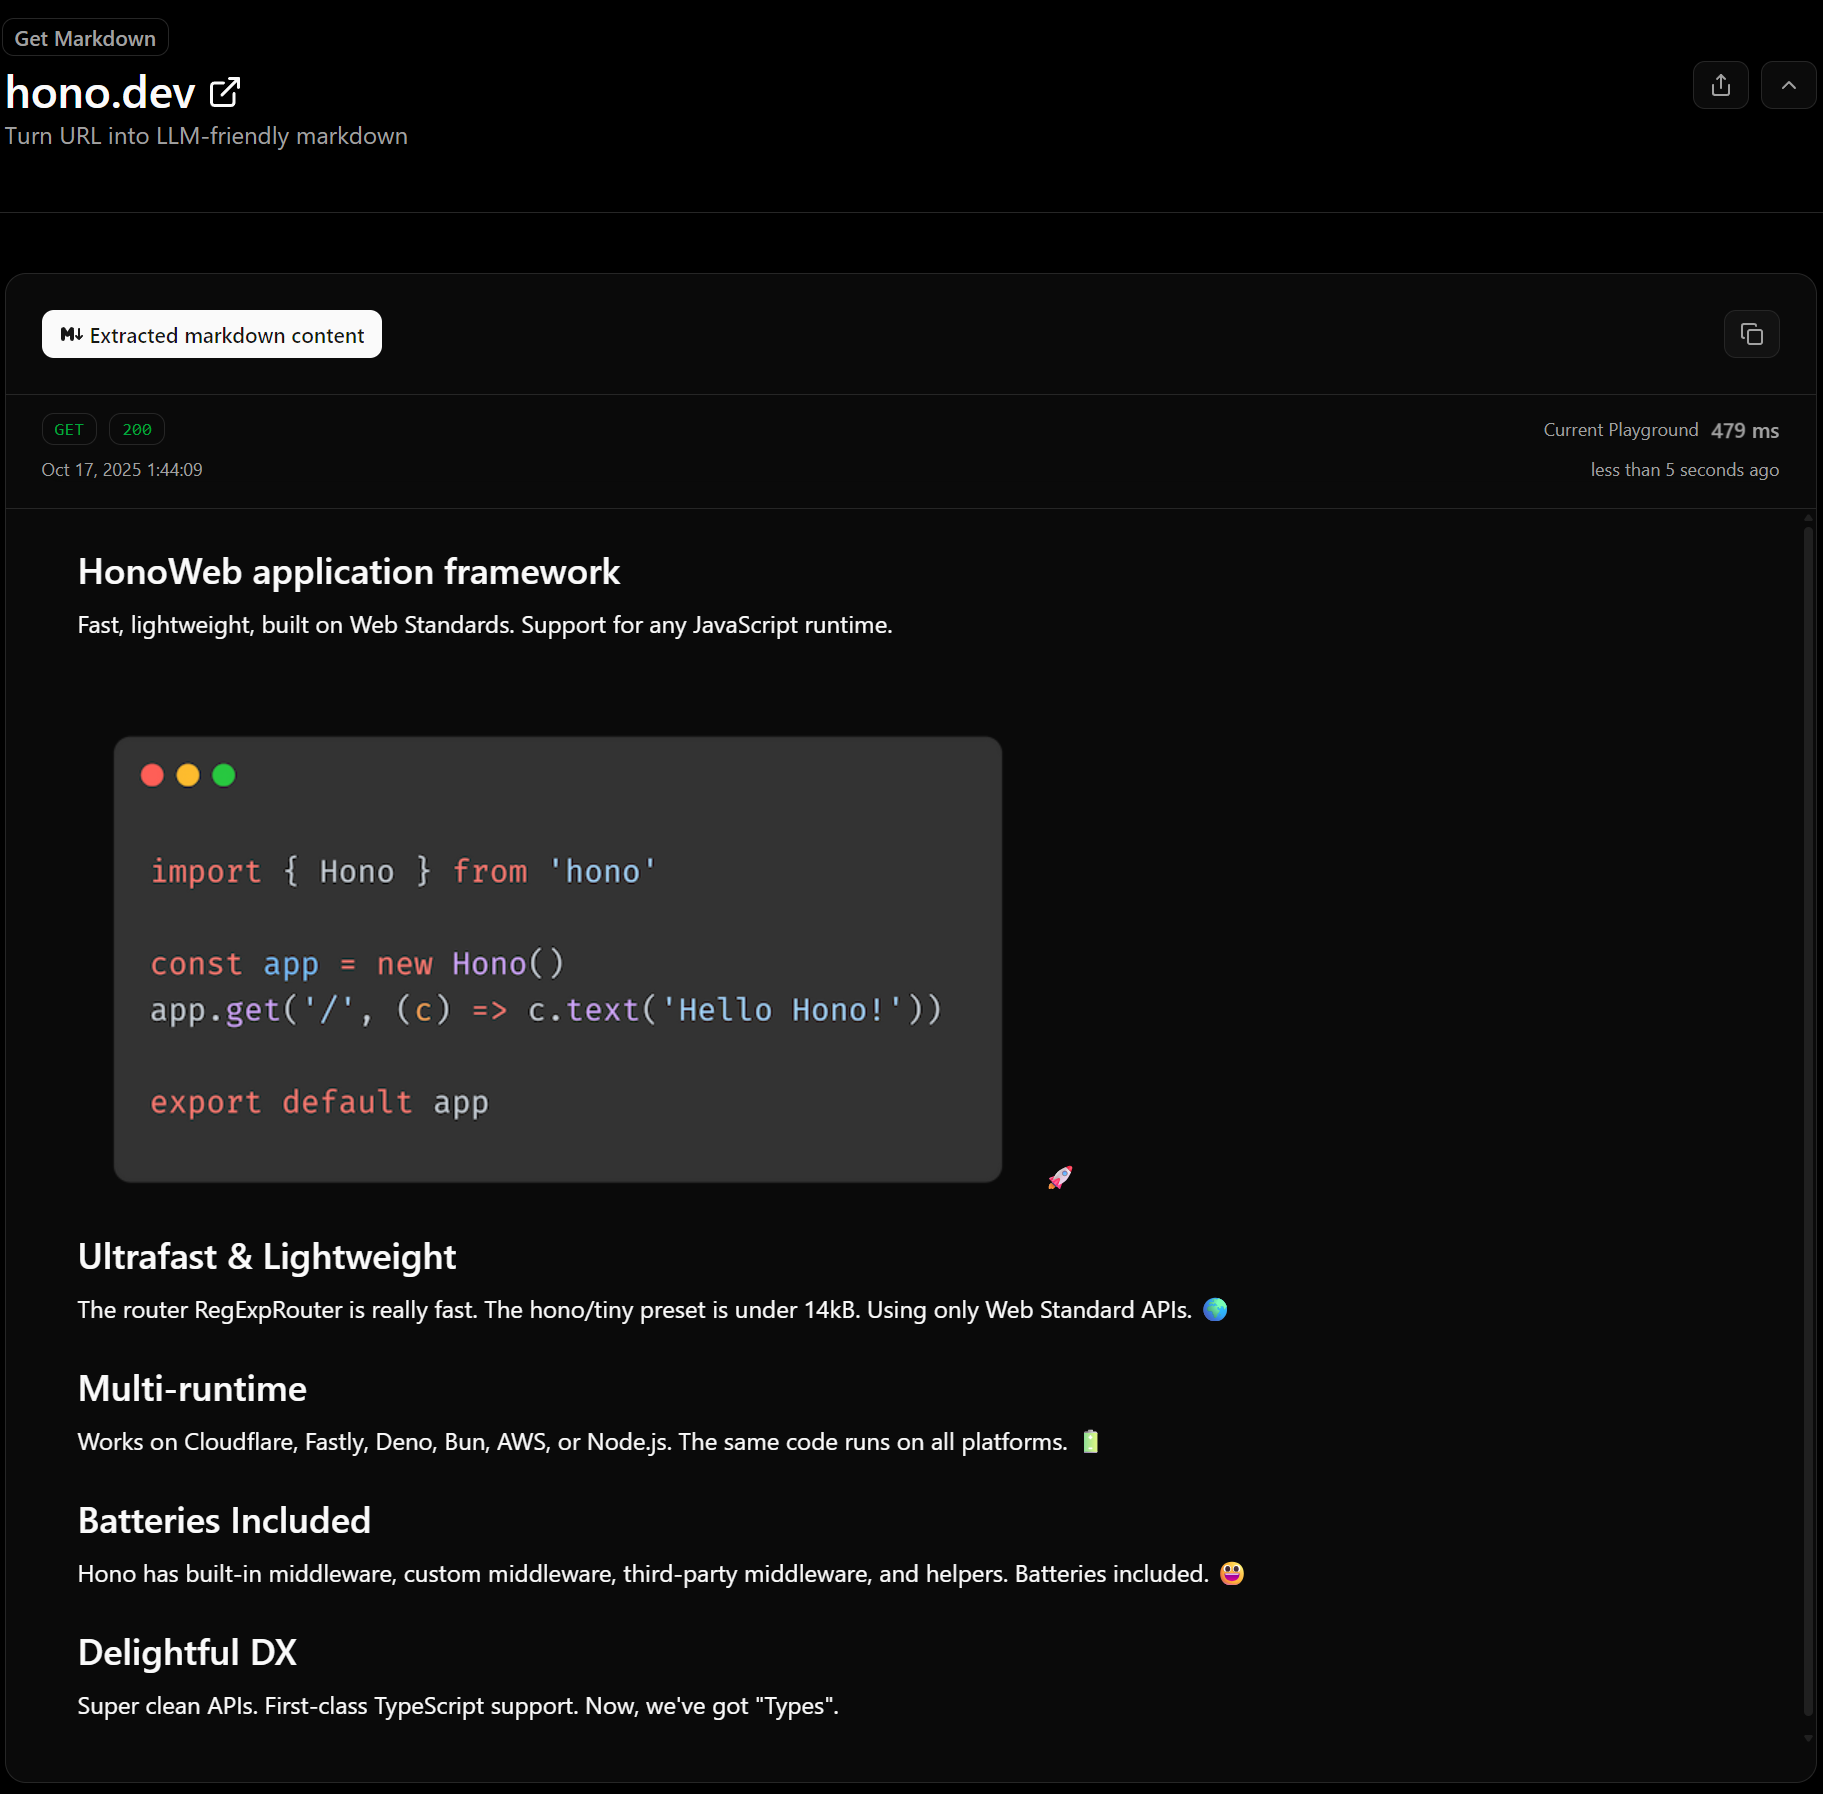 Get Markdown
hono.dev
Turn URL into LLM-friendly markdown
Extracted markdown content
GET 200
Current Playground 479 ms
Oct 17, 2025 1:44:09
less than 5 seconds ago
HonoWeb application framework
Fast, lightweight, built on Web Standards. Support for any JavaScript runtime.
import { Hono } from 'hono'
const app = new Hono()
app.get('/', (c) => c.text('Hello Hono!'))
export default app
🚀
Ultrafast & Lightweight
The router RegExpRouter is really fast. The hono/tiny preset is under 14kB. Using only Web Standard APIs. 🌍
Multi-runtime
Works on Cloudflare, Fastly, Deno, Bun, AWS, or Node.js. The same code runs on all platforms. 🔋
Batteries Included
Hono has built-in middleware, custom middleware, third-party middleware, and helpers. Batteries included. 😃
Delightful DX
Super clean APIs. First-class TypeScript support. Now, we've got "Types".